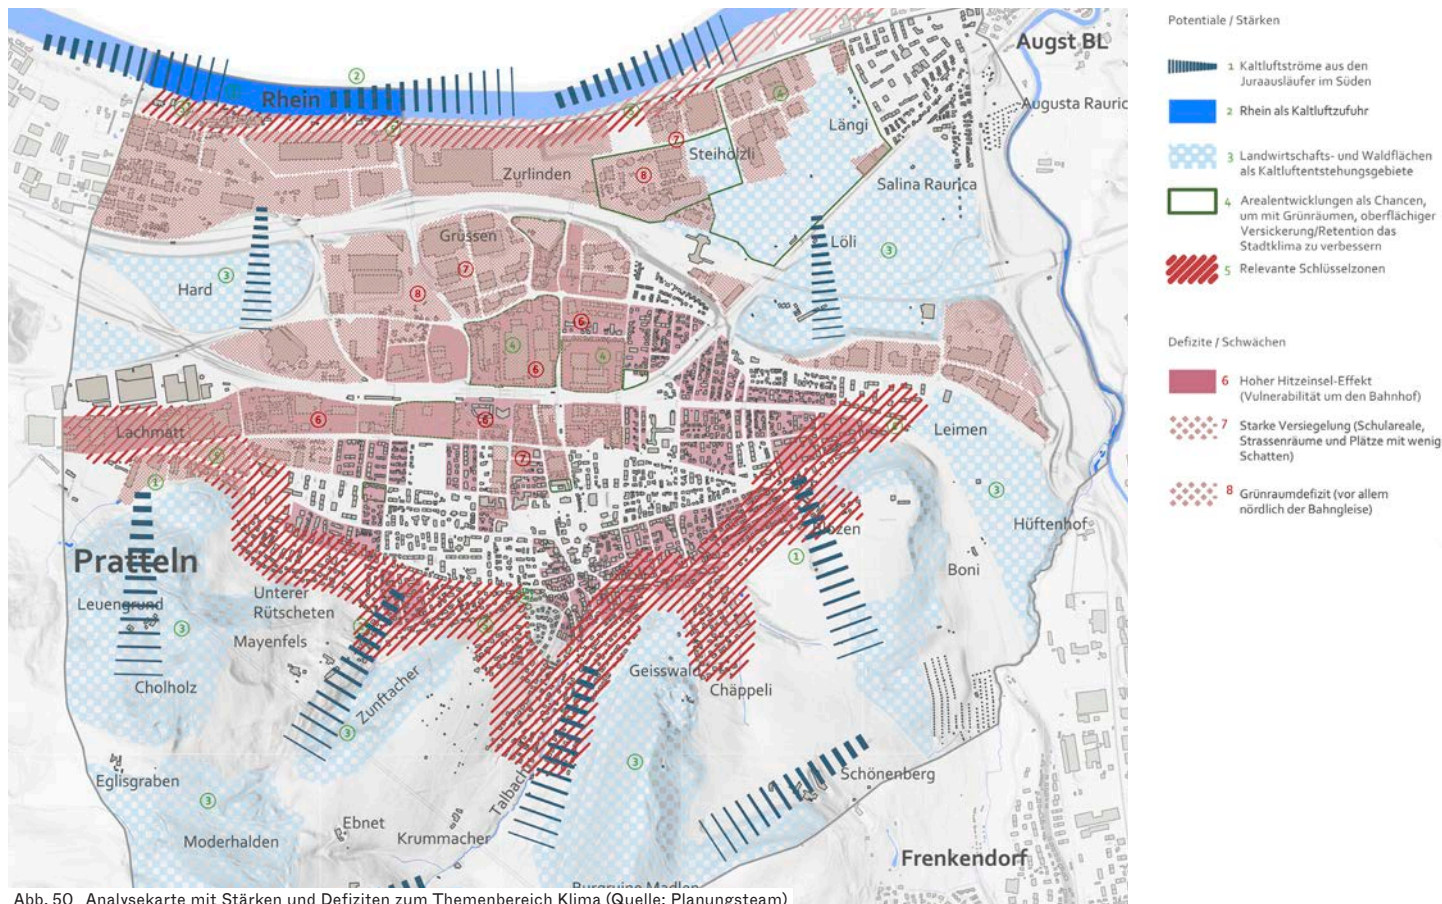 Augst BL
Augusta Rauric
Rhein
Längi
Steihölzli
Zurlinden
Salina Raurica
Grüssen
Löli
Hard
Lachmatt
Leimen
Hüftenhof
Pratteln
Boni
Leuengrund
Unterer
Rütscheten
Mayenfels
Geisswald
Chäppeli
Cholholz
Zunftacher
Eglisgraben
Talbach
Schönenberg
Ebnet
Krummacher
Moderhalden
Frenkendorf
Burgruine Madlen
Potentiale / Stärken
1 Kaltluftströme aus den
Juraausläufer im Süden
2 Rhein als Kaltluftzufuhr
3 Landwirtschafts- und Waldflächen
als Kaltluftentstehungsgebiete
4 Arealentwicklungen als Chancen,
um mit Grünräumen, oberflächiger
Versickerung/Retention das
Stadtklima zu verbessern
5 Relevante Schlüsselzonen
Defizite / Schwächen
6 Hoher Hitzeinsel-Effekt
(Vulnerabilität um den Bahnhof)
7 Starke Versiegelung (Schulareale,
Strassenräume und Plätze mit wenig
Schatten)
8 Grünraumdefizit (vor allem
nördlich der Bahngleise)
Abb. 50 Analysekarte mit Stärken und Defiziten zum Themenbereich Klima (Quelle: Planungsteam)